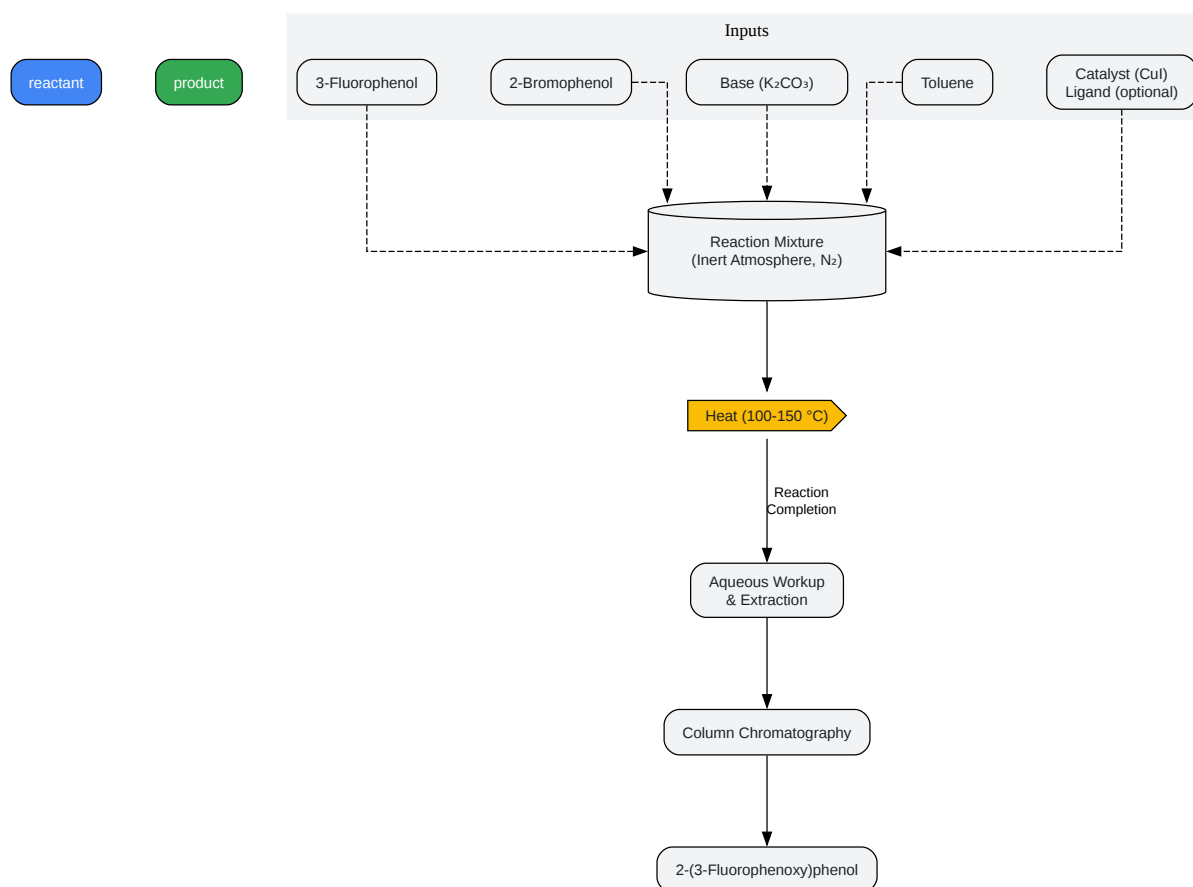 Inputs
reactant
product
3-Fluorophenol
2-Bromophenol
Base (K₂CO₃)
Toluene
Catalyst (CuI)
Ligand (optional)
Reaction Mixture
(Inert Atmosphere, N₂)
Heat (100-150 °C)
Reaction
Completion
Aqueous Workup
& Extraction
Column Chromatography
2-(3-Fluorophenoxy)phenol